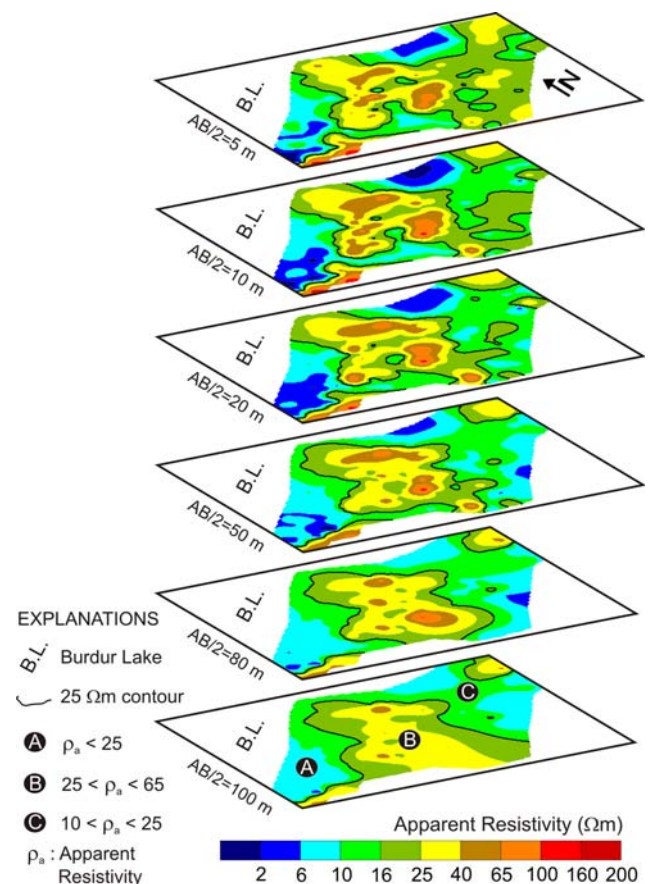 B.L.
AB/2=5 m
N
B.L.
AB/2=10 m
B.L.
AB/2=20 m
B.L.
AB/2=50 m
B.L.
AB/2=80 m
B.L.
AB/2=100 m
A
B
C
EXPLANATIONS
B.L. Burdur Lake
25 Ωm contour
A ρₐ < 25
B 25 < ρₐ < 65
C 10 < ρₐ < 25
ρₐ : Apparent
Resistivity
Apparent Resistivity (Ωm)
2 6 10 16 25 40 65 100 160 200